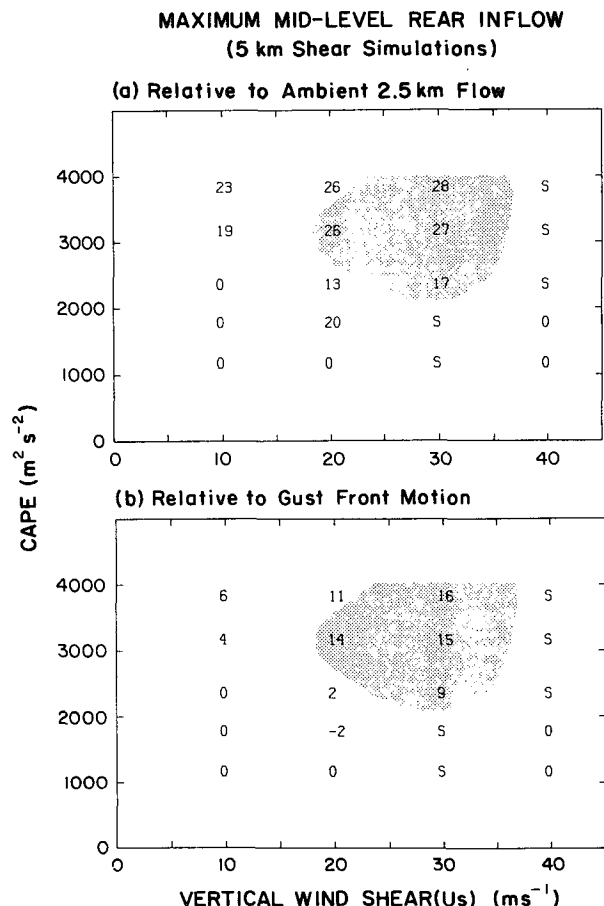 MAXIMUM MID-LEVEL REAR INFLOW
(5 km Shear Simulations)
(a) Relative to Ambient 2.5 km Flow
4000 23 26 28 S
3000 19 26 27 S
0 13 17 S
2000 0 20 S 0
1000 0 0 S 0
0
0 10 20 30 40
CAPE (m² s⁻²)
(b) Relative to Gust Front Motion
4000 6 11 16 S
3000 4 14 15 S
0 2 9 S
2000 0 -2 S 0
1000 0 0 S 0
0
0 10 20 30 40
VERTICAL WIND SHEAR(Us) (ms⁻¹)